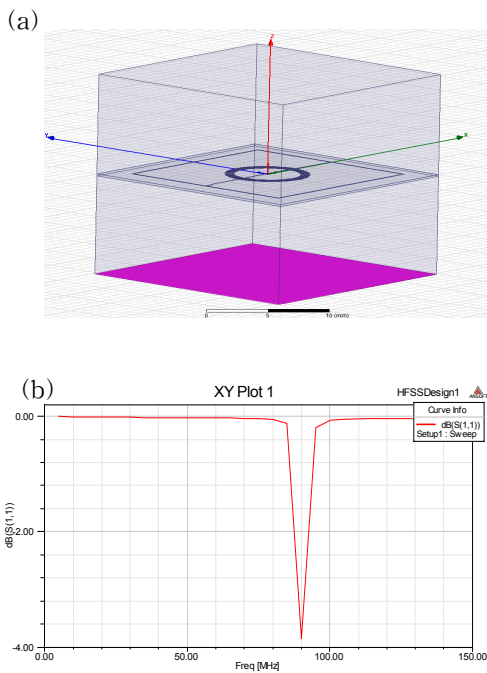 (a)
Z
Y
X
0 5 10 (mm)
(b)
XY Plot 1
HFSSDesign1
ANSOFT
Curve Info
dB(S(1,1))
Setup1 : Sweep
0.00
-2.00
-4.00
dB(S(1,1))
0.00 50.00 100.00 150.00
Freq [MHz]